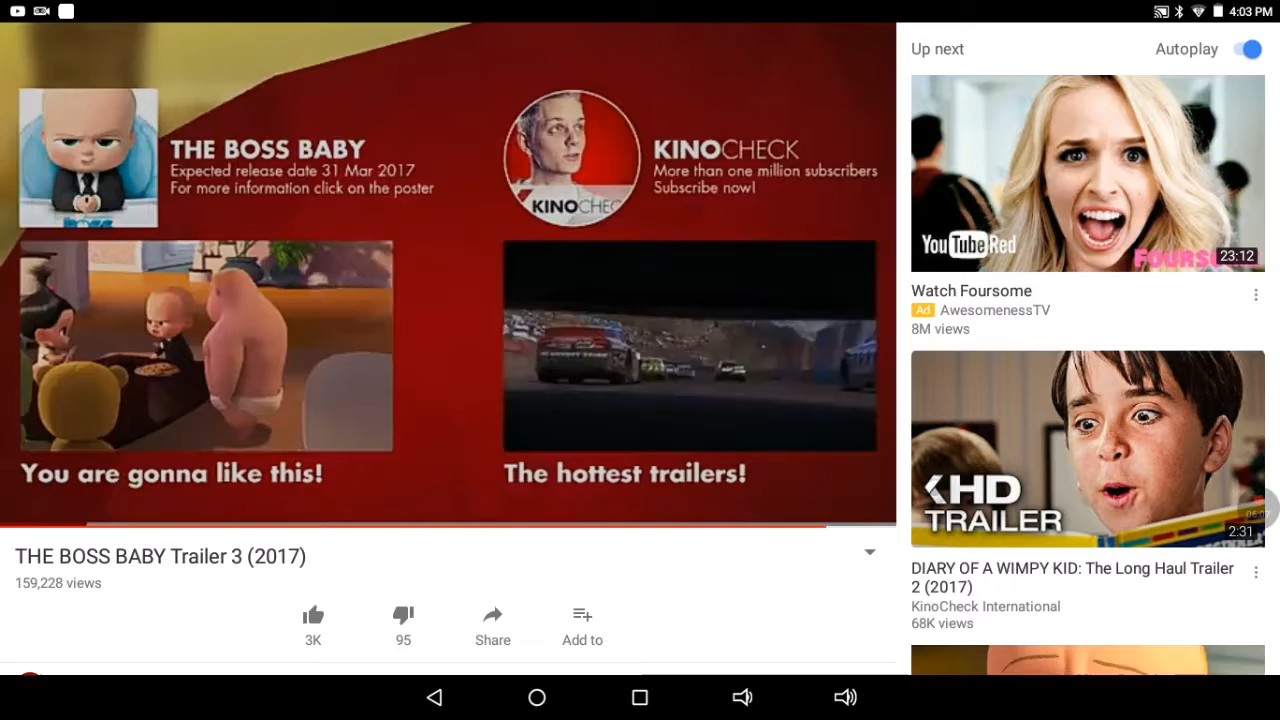 4:03 PM
THE BOSS BABY
Expected release date 31 Mar 2017
For more information click on the poster
KINOCHECK
More than one million subscribers
Subscribe now!
KINOCHEC
You are gonna like this!
The hottest trailers!
THE BOSS BABY Trailer 3 (2017)
159,228 views
3K
95
Share
Add to
Up next
Autoplay
YouTube Red
FOURSO
23:12
Watch Foursome
Ad AwesomenessTV
8M views
KHD
TRAILER
2:31
DIARY OF A WIMPY KID: The Long Haul Trailer
2 (2017)
KinoCheck International
68K views